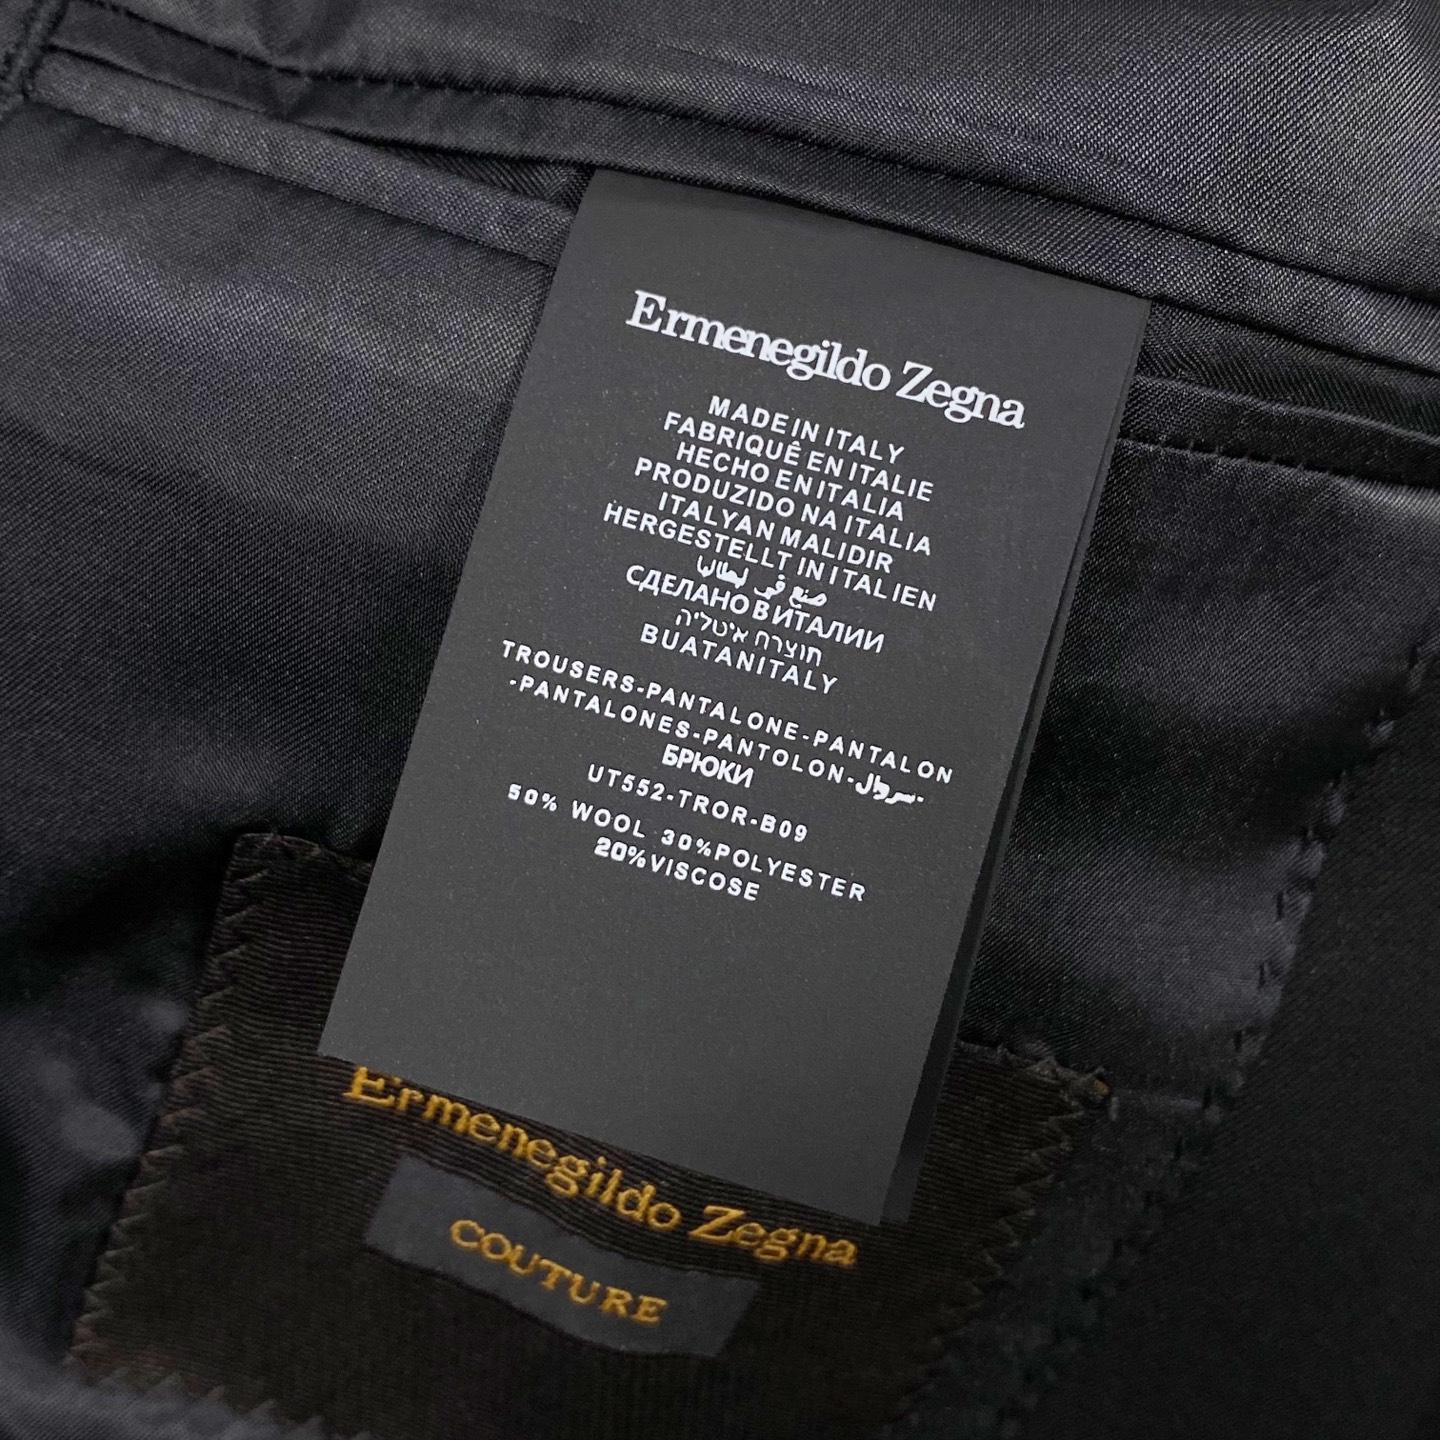 Ermenegildo Zegna
MADE IN ITALY
FABRIQUÊ EN ITALIE
HECHO EN ITALIA
PRODUZIDO NA ITALIA
ITALYAN MALIDIR
HERGESTELLT IN ITALIEN
صنع في إيطاليا
СДЕЛАНО В ИТАЛИИ
חוצרח איטליה
BUATANITALY
TROUSERS-PANTALONE-PANTALON
-PANTALONES-PANTOLON-سروال-
БРЮКИ
UT552-TROR-B09
50% WOOL 30%POLYESTER
20%VISCOSE
Ermenegildo Zegna
COUTURE